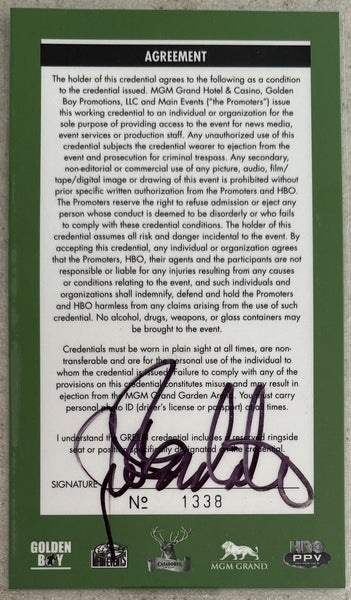 AGREEMENT
The holder of this credential agrees to the following as a condition
to the credential issued. MGM Grand Hotel & Casino, Golden
Boy Promotions, LLC and Main Events ("the Promoters") issue
this working credential to an individual or organization for the
sole purpose of providing access to the event for news media,
event services or production staff. Any unauthorized use of this
credential subjects the credential wearer to ejection from the
event and prosecution for criminal trespass. Any secondary,
non-editorial or commercial use of any picture, audio, film/
tape/digital image or drawing of this event is prohibited without
prior specific written authorization from the Promoters and HBO.
The Promoters reserve the right to refuse admission or eject any
person whose conduct is deemed to be disorderly or who fails
to comply with these credential conditions. The holder of this
credential assumes all risk and danger incidental to the event. By
accepting this credential, any individual or organization agrees
that the Promoters, HBO, their agents and the participants are not
responsible or liable for any injuries resulting from any causes
or conditions relating to the event, and such individuals and
organizations shall indemnify, defend and hold the Promoters
and HBO harmless from any claims arising from the use of such
credential. No alcohol, drugs, weapons, or glass containers may
be brought to the event.
Credentials must be worn in plain sight at all times, are non-
transferable and are for the personal use of the individual to
whom the credential is issued. Failure to comply with any of the
provisions on this credential constitutes misuse and may result in
ejection from the MGM Grand Garden Arena. You must carry
personal photo ID (driver's license or passport) at all times.
I understand the GREEN credential includes a reserved ringside
seat or position specifically designated on the credential.
SIGNATURE
No 1338
GOLDEN
BOY
CAZADORES
MGM GRAND
HBO
PPV